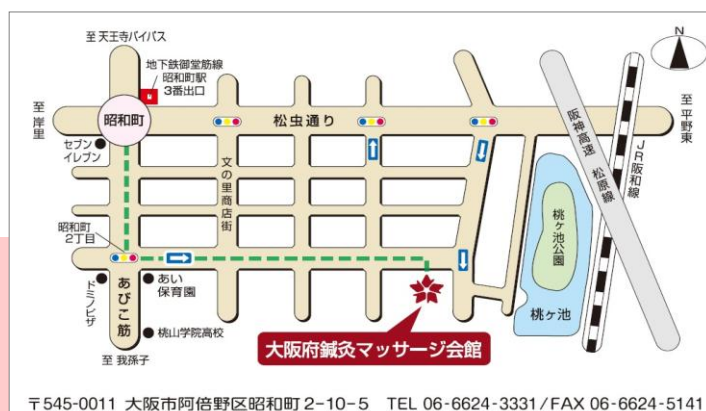 至 天王寺バイパス
N
地下鉄御堂筋線
昭和町駅
3番出口
至 岸里
昭和町
松虫通り
至 平野東
セブン
イレブン
阪神高速 松原線
JR阪和線
文の里商店街
昭和町
2丁目
桃ヶ池公園
あい
保育園
ドミノピザ
あびこ筋
桃山学院高校
桃ヶ池
大阪府鍼灸マッサージ会館
至 我孫子
〒545-0011 大阪市阿倍野区昭和町2-10-5 TEL 06-6624-3331/FAX 06-6624-5141